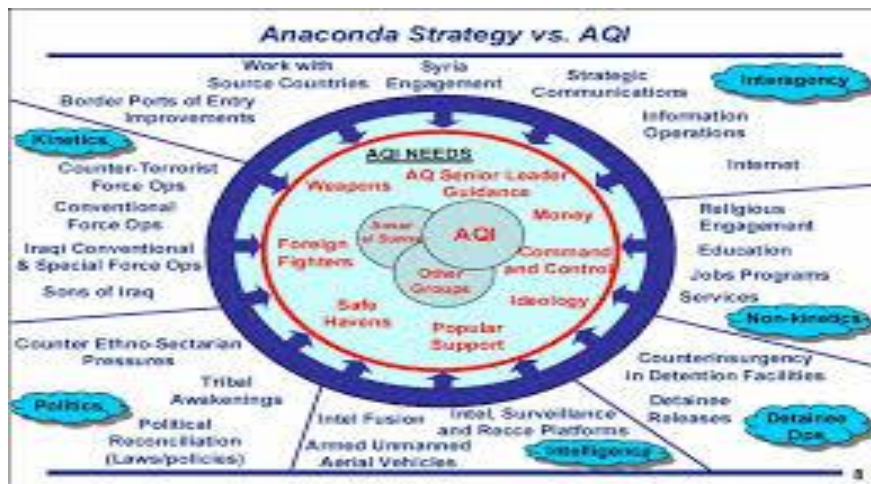 Anaconda Strategy vs. AQI
Work with
Source Countries
Syria
Engagement
Strategic
Communications
Interagency
Border Ports of Entry
Improvements
Information
Operations
Internet
Kinetics
Counter-Terrorist
Force Ops
Conventional
Force Ops
Iraqi Conventional
& Special Force Ops
Sons of Iraq
AQI NEEDS
Weapons
AQ Senior Leader
Guidance
Money
Foreign
Fighters
AQI
Command
and Control
Other
Groups
Ideology
Safe
Havens
Popular
Support
Religious
Engagement
Education
Jobs Programs
Services
Non-kinetics
Counter Ethno-Sectarian
Pressures
Tribal
Awakenings
Politics
Political
Reconciliation
(Laws/policies)
Intel Fusion
Armed Unmanned
Aerial Vehicles
Intel, Surveillance
and Recce Platforms
Intelligency
Counterinsurgency
in Detention Facilities
Detainee
Releases
Detainee
Ops
8